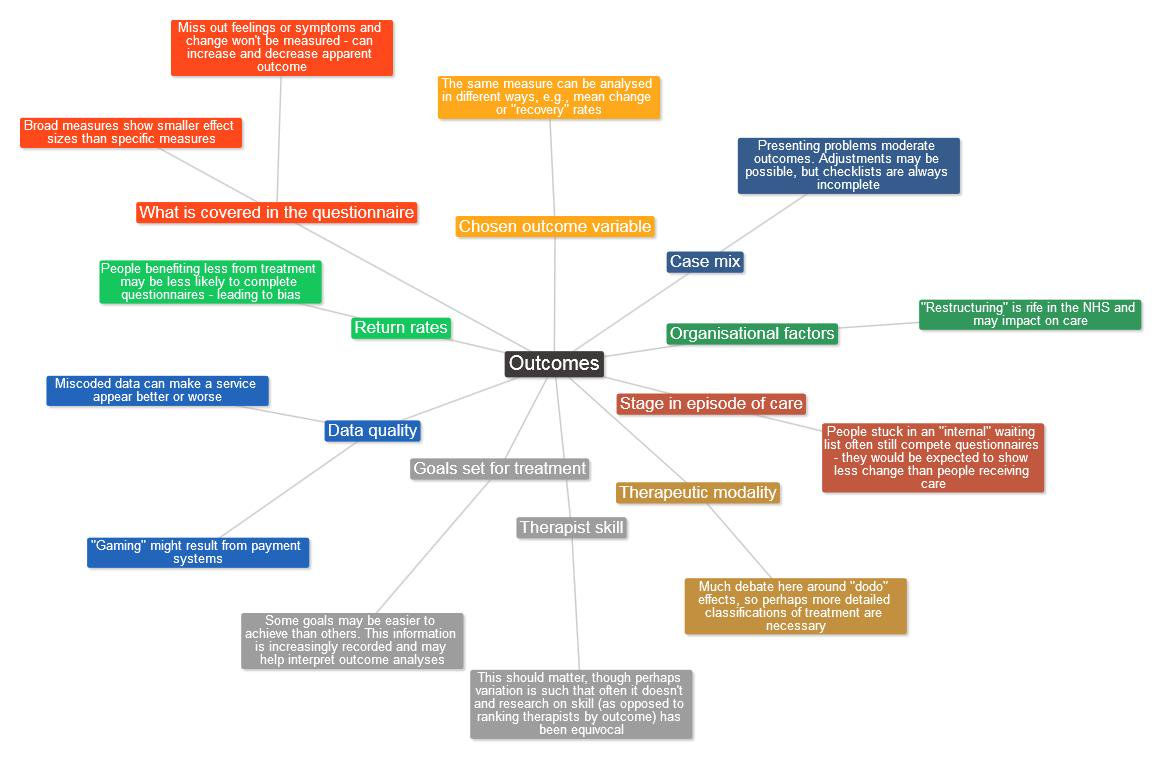 Miss out feelings or symptoms and
change won't be measured - can
increase and decrease apparent
outcome
The same measure can be analysed
in different ways, e.g., mean change
or "recovery" rates
Broad measures show smaller effect
sizes than specific measures
Presenting problems moderate
outcomes. Adjustments may be
possible, but checklists are always
incomplete
What is covered in the questionnaire
Chosen outcome variable
Case mix
People benefiting less from treatment
may be less likely to complete
questionnaires - leading to bias
Return rates
Organisational factors
"Restructuring" is rife in the NHS and
may impact on care
Outcomes
Miscoded data can make a service
appear better or worse
Data quality
Stage in episode of care
People stuck in an "internal" waiting
list often still compete questionnaires
- they would be expected to show
less change than people receiving
care
Goals set for treatment
Therapeutic modality
Therapist skill
"Gaming" might result from payment
systems
Much debate here around "dodo"
effects, so perhaps more detailed
classifications of treatment are
necessary
Some goals may be easier to
achieve than others. This information
is increasingly recorded and may
help interpret outcome analyses
This should matter, though perhaps
variation is such that often it doesn't
and research on skill (as opposed to
ranking therapists by outcome) has
been equivocal